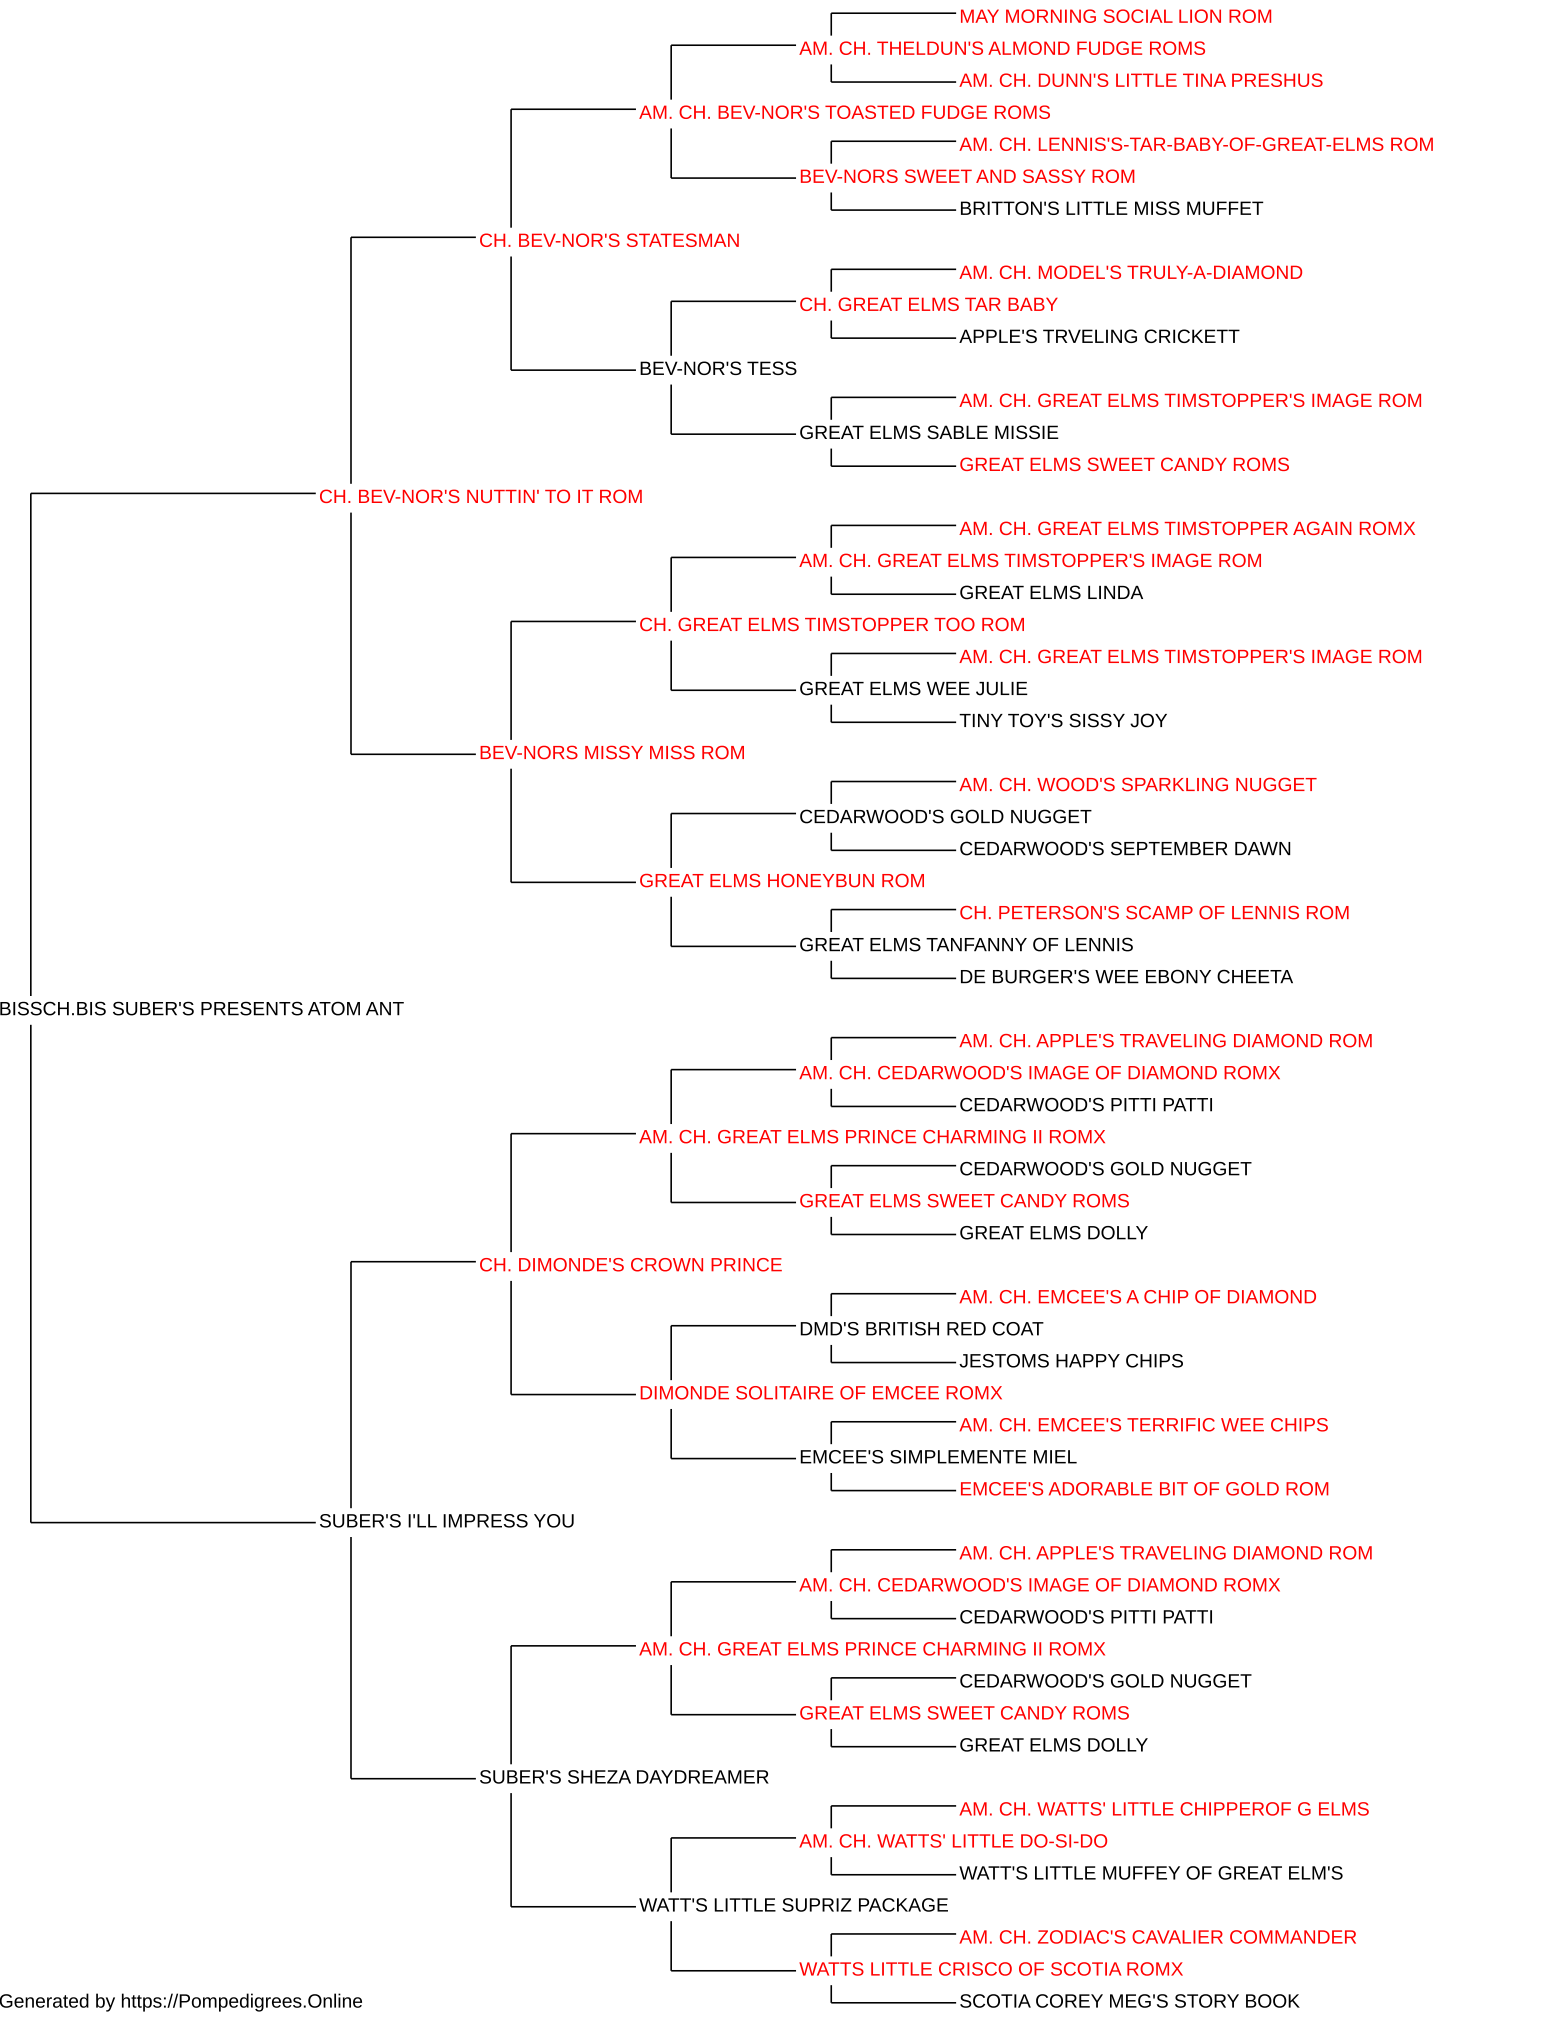 MAY MORNING SOCIAL LION ROM
AM. CH. THELDUN'S ALMOND FUDGE ROMS
AM. CH. DUNN'S LITTLE TINA PRESHUS
AM. CH. BEV-NOR'S TOASTED FUDGE ROMS
AM. CH. LENNIS'S-TAR-BABY-OF-GREAT-ELMS ROM
BEV-NORS SWEET AND SASSY ROM
BRITTON'S LITTLE MISS MUFFET
CH. BEV-NOR'S STATESMAN
AM. CH. MODEL'S TRULY-A-DIAMOND
CH. GREAT ELMS TAR BABY
APPLE'S TRVELING CRICKETT
BEV-NOR'S TESS
AM. CH. GREAT ELMS TIMSTOPPER'S IMAGE ROM
GREAT ELMS SABLE MISSIE
GREAT ELMS SWEET CANDY ROMS
CH. BEV-NOR'S NUTTIN' TO IT ROM
AM. CH. GREAT ELMS TIMSTOPPER AGAIN ROMX
AM. CH. GREAT ELMS TIMSTOPPER'S IMAGE ROM
GREAT ELMS LINDA
CH. GREAT ELMS TIMSTOPPER TOO ROM
AM. CH. GREAT ELMS TIMSTOPPER'S IMAGE ROM
GREAT ELMS WEE JULIE
TINY TOY'S SISSY JOY
BEV-NORS MISSY MISS ROM
AM. CH. WOOD'S SPARKLING NUGGET
CEDARWOOD'S GOLD NUGGET
CEDARWOOD'S SEPTEMBER DAWN
GREAT ELMS HONEYBUN ROM
CH. PETERSON'S SCAMP OF LENNIS ROM
GREAT ELMS TANFANNY OF LENNIS
DE BURGER'S WEE EBONY CHEETA
BISSCH.BIS SUBER'S PRESENTS ATOM ANT
AM. CH. APPLE'S TRAVELING DIAMOND ROM
AM. CH. CEDARWOOD'S IMAGE OF DIAMOND ROMX
CEDARWOOD'S PITTI PATTI
AM. CH. GREAT ELMS PRINCE CHARMING II ROMX
CEDARWOOD'S GOLD NUGGET
GREAT ELMS SWEET CANDY ROMS
GREAT ELMS DOLLY
CH. DIMONDE'S CROWN PRINCE
AM. CH. EMCEE'S A CHIP OF DIAMOND
DMD'S BRITISH RED COAT
JESTOMS HAPPY CHIPS
DIMONDE SOLITAIRE OF EMCEE ROMX
AM. CH. EMCEE'S TERRIFIC WEE CHIPS
EMCEE'S SIMPLEMENTE MIEL
EMCEE'S ADORABLE BIT OF GOLD ROM
SUBER'S I'LL IMPRESS YOU
AM. CH. APPLE'S TRAVELING DIAMOND ROM
AM. CH. CEDARWOOD'S IMAGE OF DIAMOND ROMX
CEDARWOOD'S PITTI PATTI
AM. CH. GREAT ELMS PRINCE CHARMING II ROMX
CEDARWOOD'S GOLD NUGGET
GREAT ELMS SWEET CANDY ROMS
GREAT ELMS DOLLY
SUBER'S SHEZA DAYDREAMER
AM. CH. WATTS' LITTLE CHIPPEROF G ELMS
AM. CH. WATTS' LITTLE DO-SI-DO
WATT'S LITTLE MUFFEY OF GREAT ELM'S
WATT'S LITTLE SUPRIZ PACKAGE
AM. CH. ZODIAC'S CAVALIER COMMANDER
WATTS LITTLE CRISCO OF SCOTIA ROMX
SCOTIA COREY MEG'S STORY BOOK
Generated by https://Pompedigrees.Online